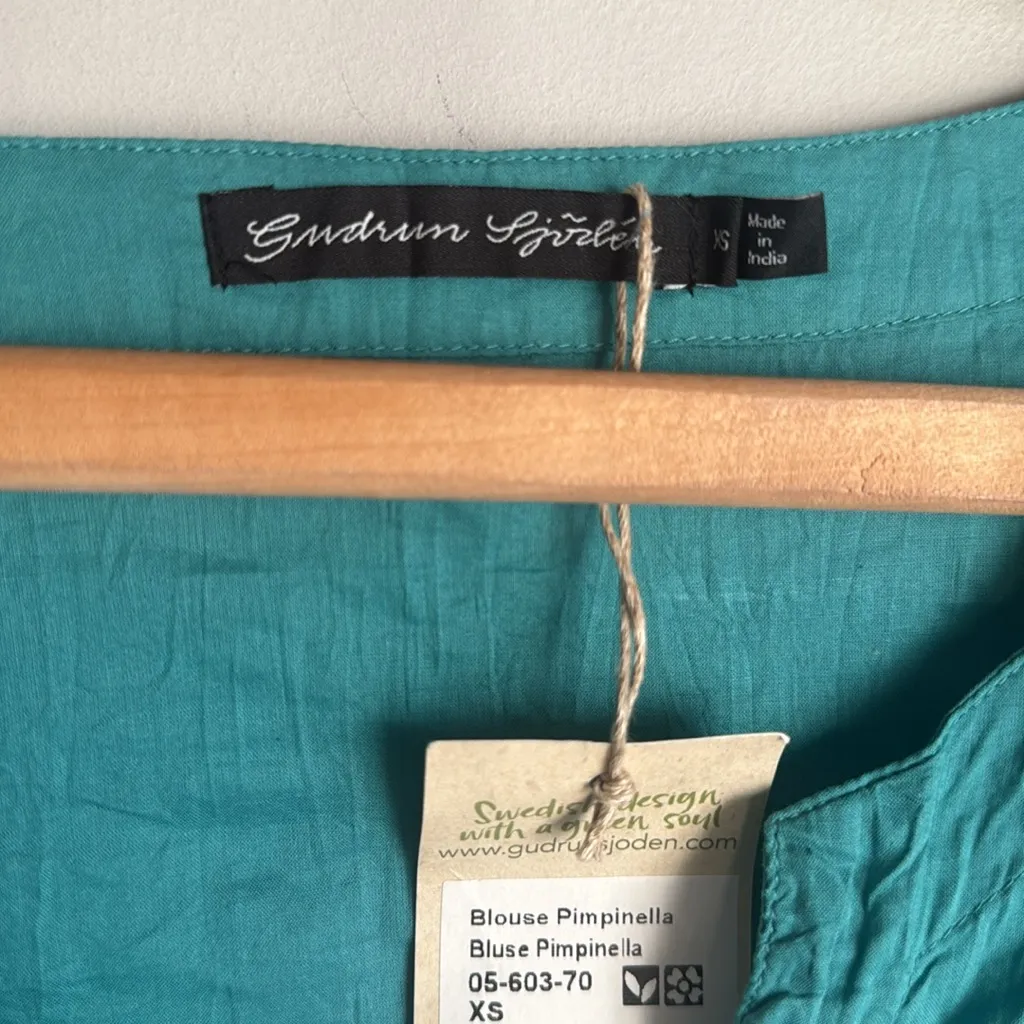 Gudrun Sjödén
XS
Made
in
India
Swedish design
with a green soul
www.gudrunsjoden.com
Blouse Pimpinella
Bluse Pimpinella
05-603-70
XS